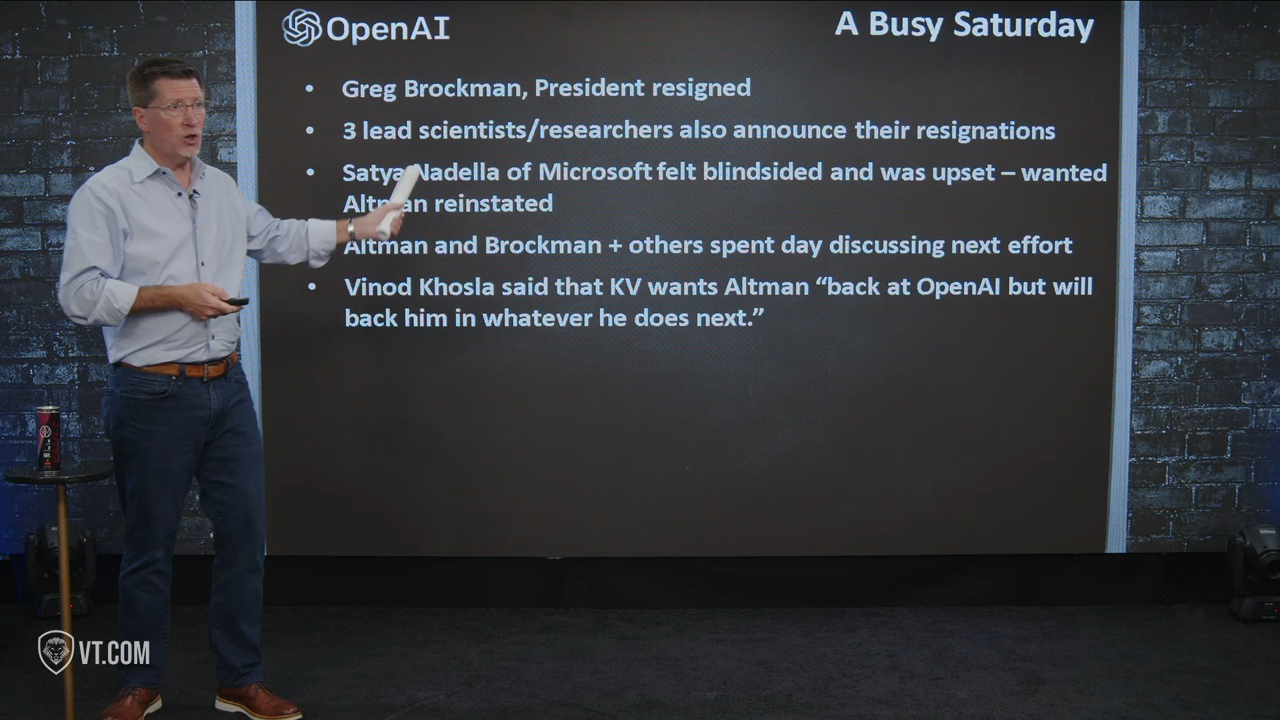 OpenAI
A Busy Saturday
• Greg Brockman, President resigned
• 3 lead scientists/researchers also announce their resignations
• Satya Nadella of Microsoft felt blindsided and was upset – wanted
Altman reinstated
Altman and Brockman + others spent day discussing next effort
• Vinod Khosla said that KV wants Altman “back at OpenAI but will
back him in whatever he does next.”
VT.COM